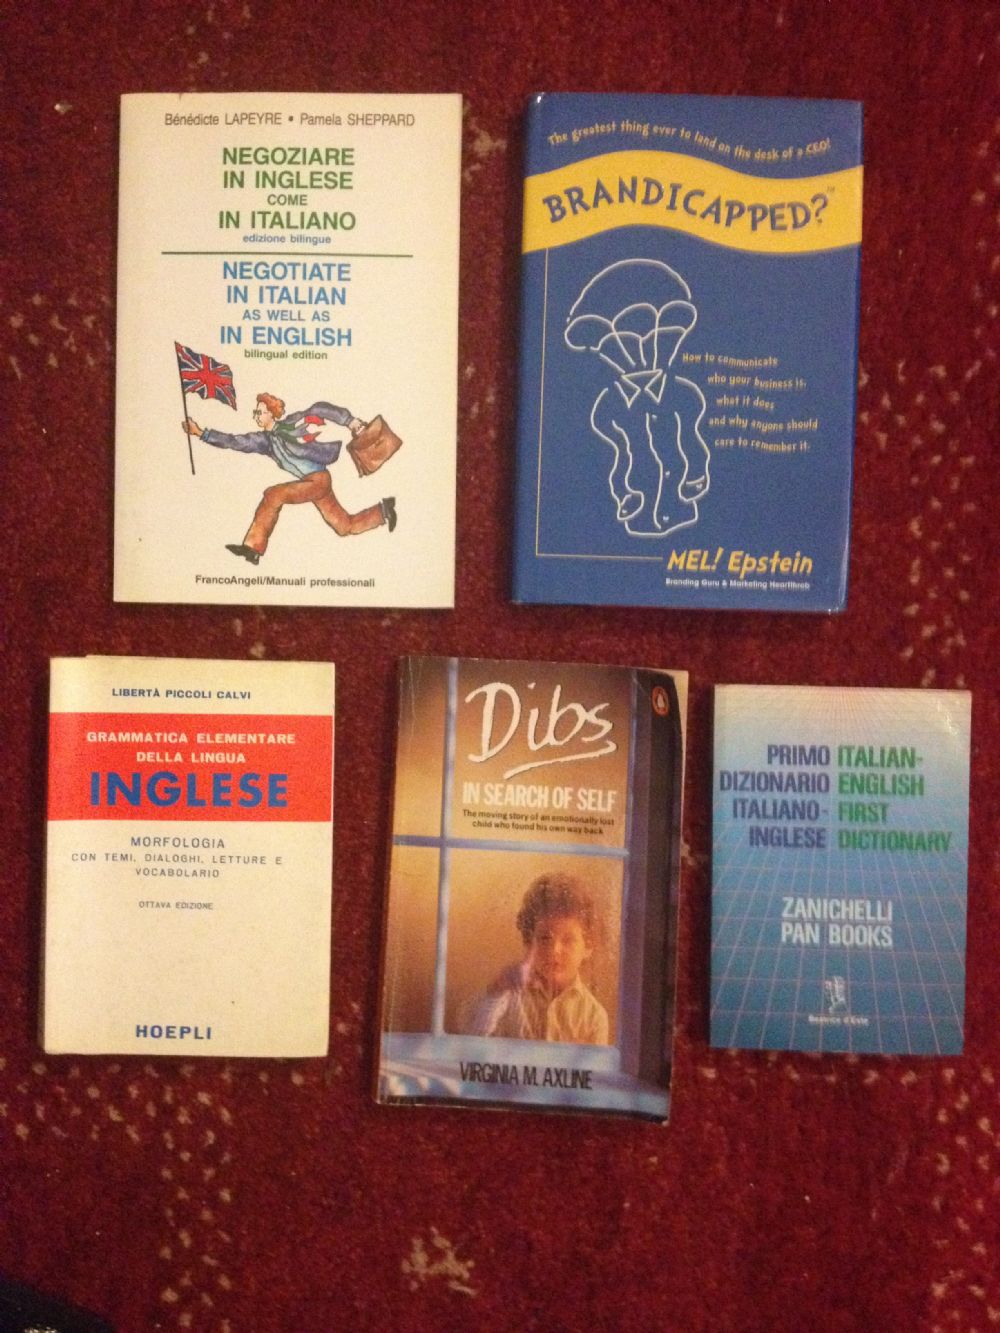 Bénédicte LAPEYRE • Pamela SHEPPARD
NEGOZIARE
IN INGLESE
COME
IN ITALIANO
edizione bilingue
NEGOTIATE
IN ITALIAN
AS WELL AS
IN ENGLISH
bilingual edition
FrancoAngeli/Manuali professionali
The greatest thing ever to land on the desk of a CEO!
BRANDICAPPED?™
How to communicate
who your business is,
what it does
and why anyone should
care to remember it.
MEL! Epstein
Branding Guru & Marketing Heartthrob
LIBERTÀ PICCOLI CALVI
GRAMMATICA ELEMENTARE
DELLA LINGUA
INGLESE
MORFOLOGIA
CON TEMI, DIALOGHI, LETTURE E
VOCABOLARIO
OTTAVA EDIZIONE
HOEPLI
Dibs
IN SEARCH OF SELF
The moving story of an emotionally lost
child who found his own way back
VIRGINIA M. AXLINE
PRIMO ITALIAN-
DIZIONARIO ENGLISH
ITALIANO- FIRST
INGLESE DICTIONARY
ZANICHELLI
PAN BOOKS
Beatrice d'Este